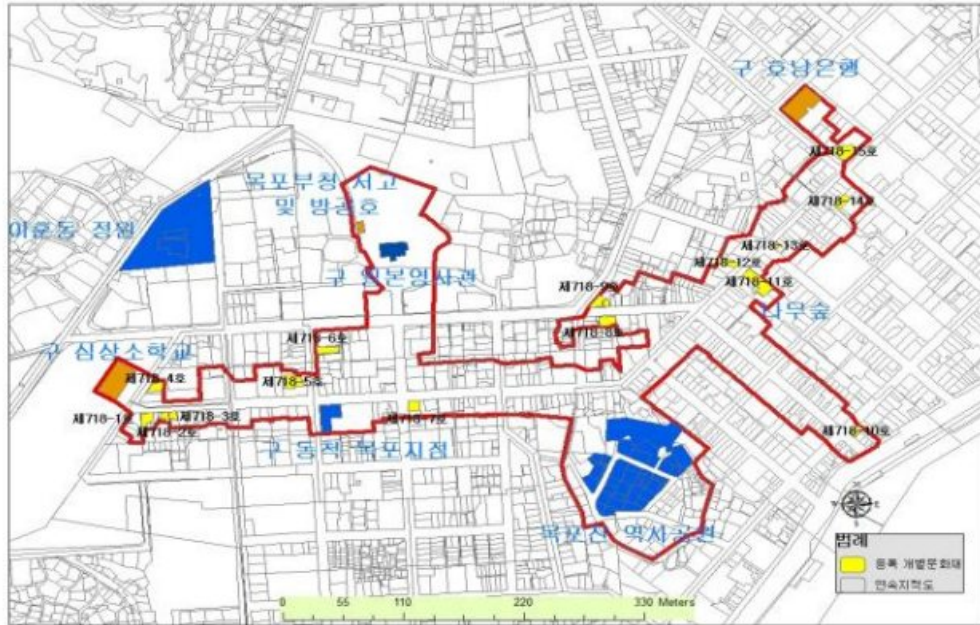 구 호남은행
제718-15호
목포부청 서고
및 방공호
제718-14호
이훈동 정원
제718-13호
구 일본영사관
제718-12호
제718-11호
제718-9호
나무숲
제718-8호
제718-6호
구 심상소학교
제718-4호
제718-5호
제718-1호
제718-3호
제718-7호
제718-2호
제718-10호
구 동척 목포지점
목포진 역사공원
N
W E
S
범례
등록 개별문화재
연속지적도
0 55 110 220 330 Meters